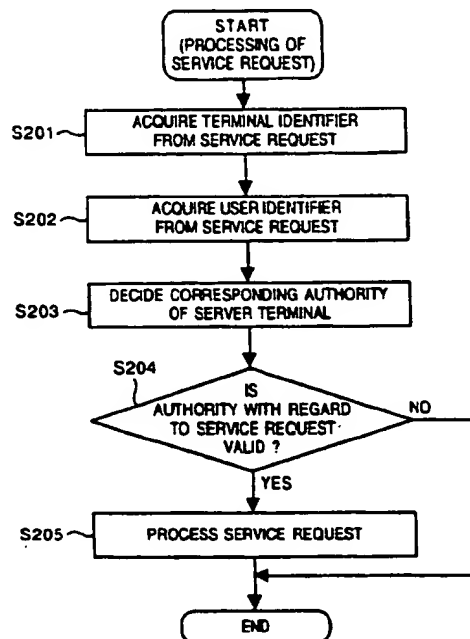 START
(PROCESSING OF
SERVICE REQUEST)
S201
ACQUIRE TERMINAL IDENTIFIER
FROM SERVICE REQUEST
S202
ACQUIRE USER IDENTIFIER
FROM SERVICE REQUEST
S203
DECIDE CORRESPONDING AUTHORITY
OF SERVER TERMINAL
S204
IS
AUTHORITY WITH REGARD
TO SERVICE REQUEST
VALID ?
NO
YES
S205
PROCESS SERVICE REQUEST
END